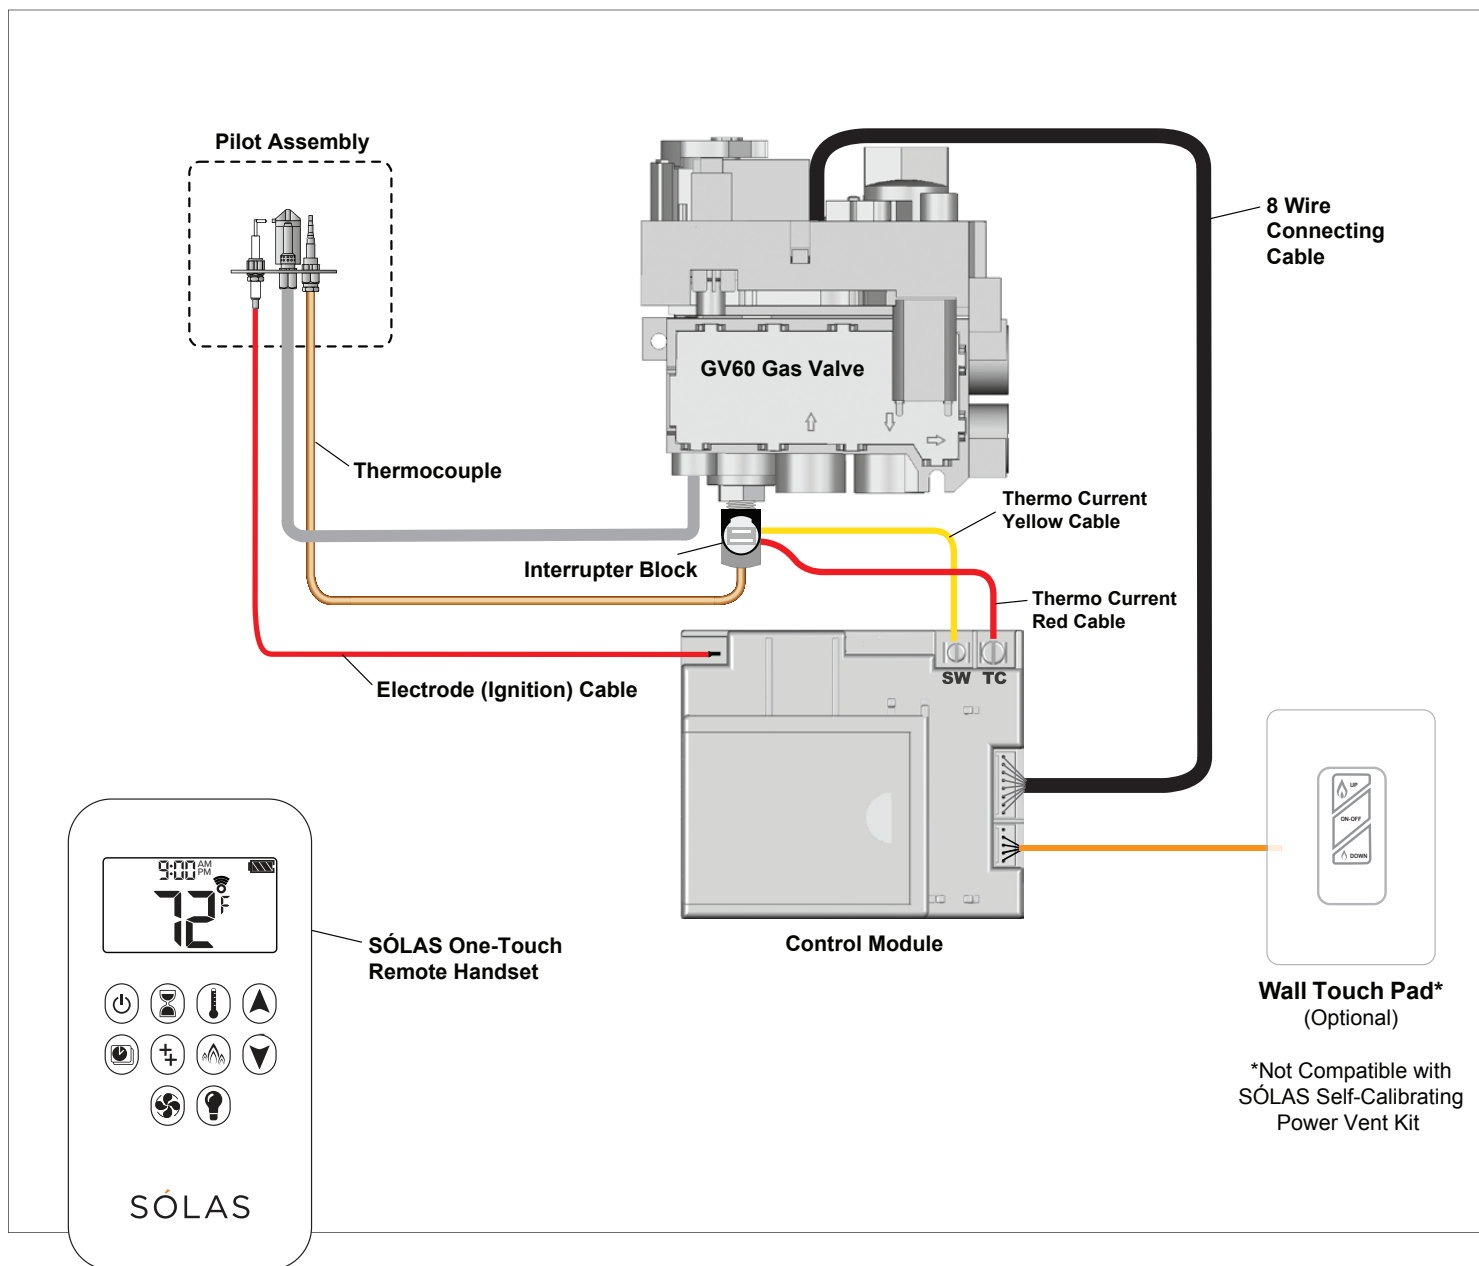 Pilot Assembly
8 Wire
Connecting
Cable
GV60 Gas Valve
Thermocouple
Thermo Current
Yellow Cable
Interrupter Block
Thermo Current
Red Cable
SW TC
Electrode (Ignition) Cable
UP
ON-OFF
DOWN
9:00 AM
PM
72°F
SÓLAS One-Touch
Remote Handset
Control Module
Wall Touch Pad*
(Optional)
*Not Compatible with
SÓLAS Self-Calibrating
Power Vent Kit
SÓLAS